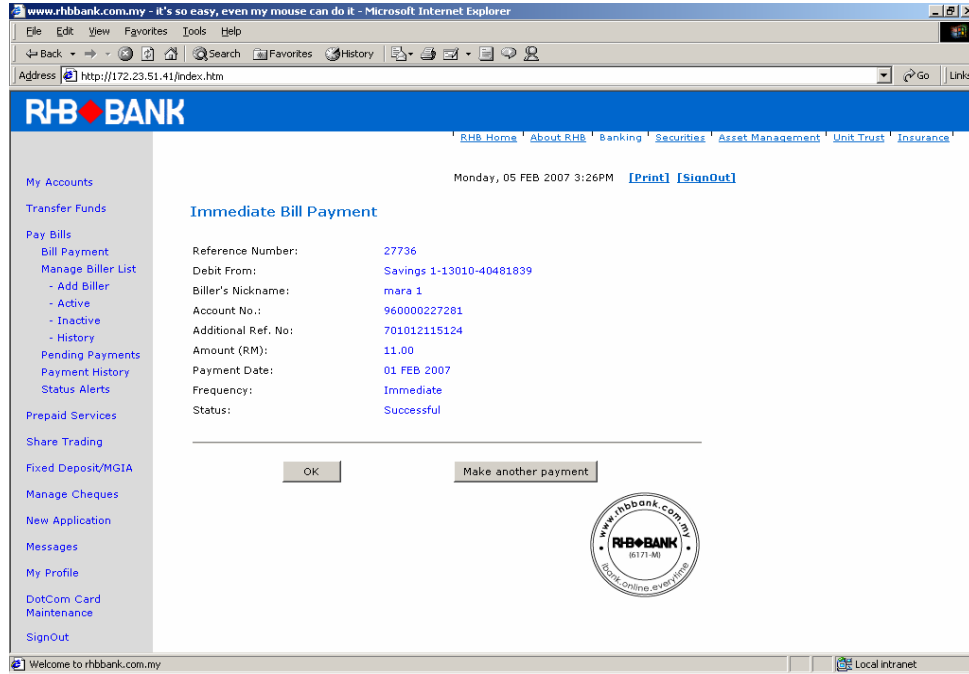 www.rhbbank.com.my - it's so easy, even my mouse can do it - Microsoft Internet Explorer
File Edit View Favorites Tools Help
Back Search Favorites History
Address http://172.23.51.41/index.htm Go Links
RHB BANK
RHB Home About RHB Banking Securities Asset Management Unit Trust Insurance
Monday, 05 FEB 2007 3:26PM [Print] [SignOut]
My Accounts
Transfer Funds
Pay Bills
Bill Payment
Manage Biller List
- Add Biller
- Active
- Inactive
- History
Pending Payments
Payment History
Status Alerts
Prepaid Services
Share Trading
Fixed Deposit/MGIA
Manage Cheques
New Application
Messages
My Profile
DotCom Card
Maintenance
SignOut
Immediate Bill Payment
Reference Number: 27736
Debit From: Savings 1-13010-40481839
Biller's Nickname: mara 1
Account No.: 960000227281
Additional Ref. No: 701012115124
Amount (RM): 11.00
Payment Date: 01 FEB 2007
Frequency: Immediate
Status: Successful
OK Make another payment
www.rhbbank.com.my
RHB BANK
(6171-M)
ibank.online.everytime
Welcome to rhbbank.com.my Local intranet